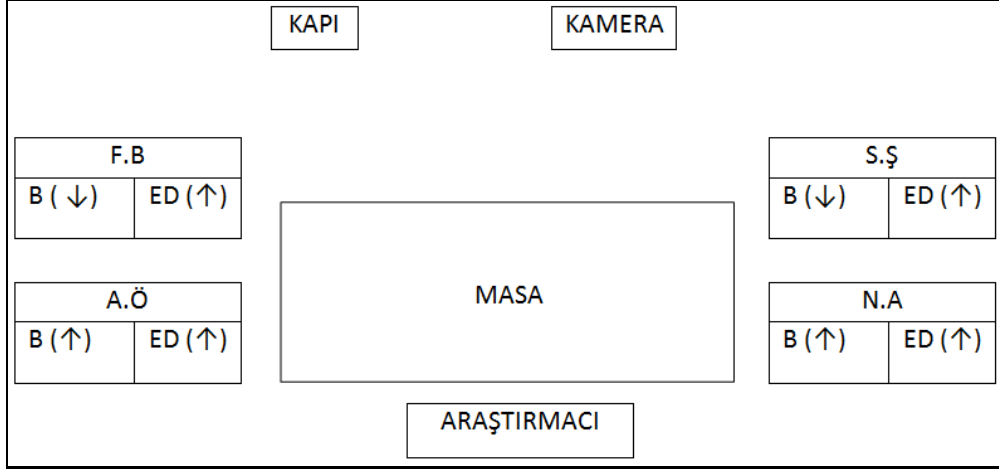 KAPI
KAMERA
F.B
B ( ↓)
ED (↑)
S.Ş
B (↓)
ED (↑)
MASA
A.Ö
B (↑)
ED (↑)
N.A
B (↑)
ED (↑)
ARAŞTIRMACI